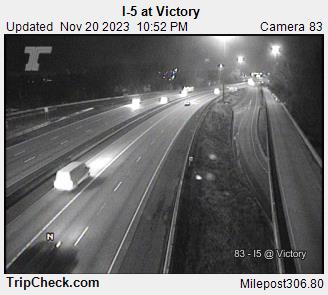 I-5 at Victory
Updated Nov 20 2023 10:52 PM Camera 83
T
N
83 - I5 @ Victory
TripCheck.com Milepost306.80